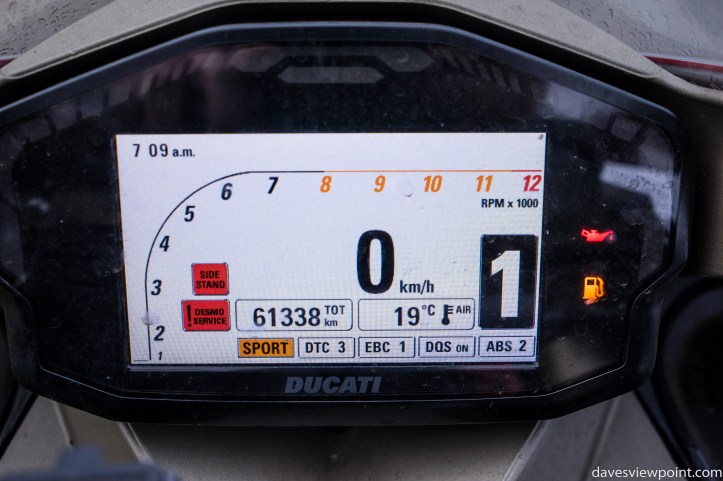 7 09 a.m.
1 2 3 4 5 6 7 8 9 10 11 12
RPM x 1000
0 km/h
1
SIDE
STAND
! DESMO
SERVICE
61338 TOT
km
19 °C AIR
SPORT DTC 3 EBC 1 DQS ON ABS 2
DUCATI
davesviewpoint.com